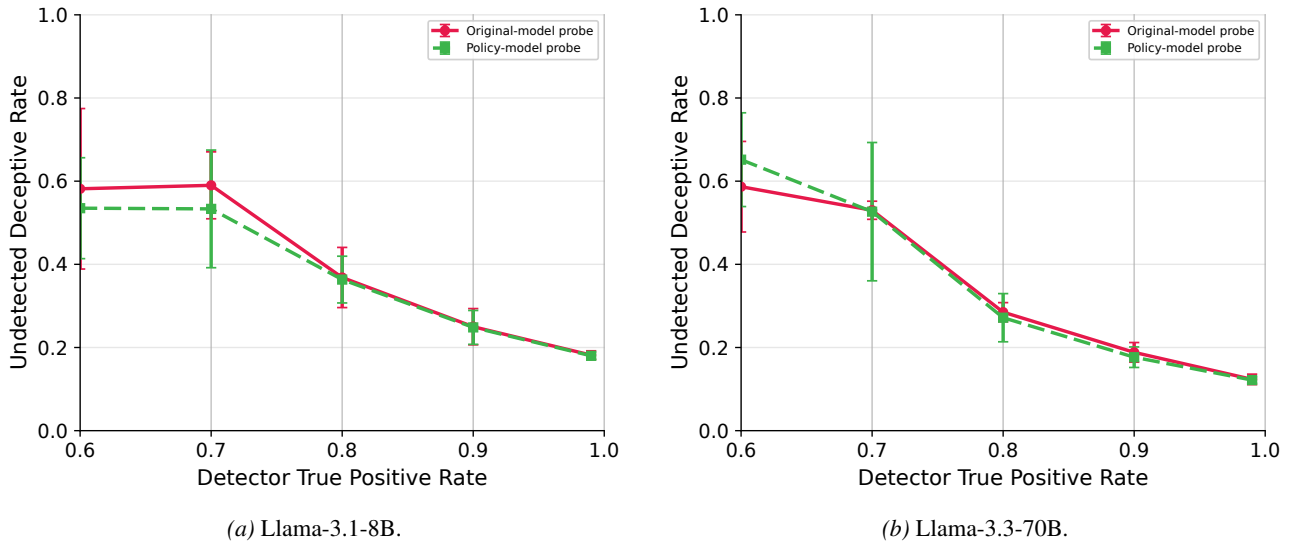 1.0
0.8
0.6
0.4
0.2
0.0
Undetected Deceptive Rate
Original-model probe
Policy-model probe
0.6 0.7 0.8 0.9 1.0
Detector True Positive Rate
(a) Llama-3.1-8B.
1.0
0.8
0.6
0.4
0.2
0.0
Undetected Deceptive Rate
Original-model probe
Policy-model probe
0.6 0.7 0.8 0.9 1.0
Detector True Positive Rate
(b) Llama-3.3-70B.